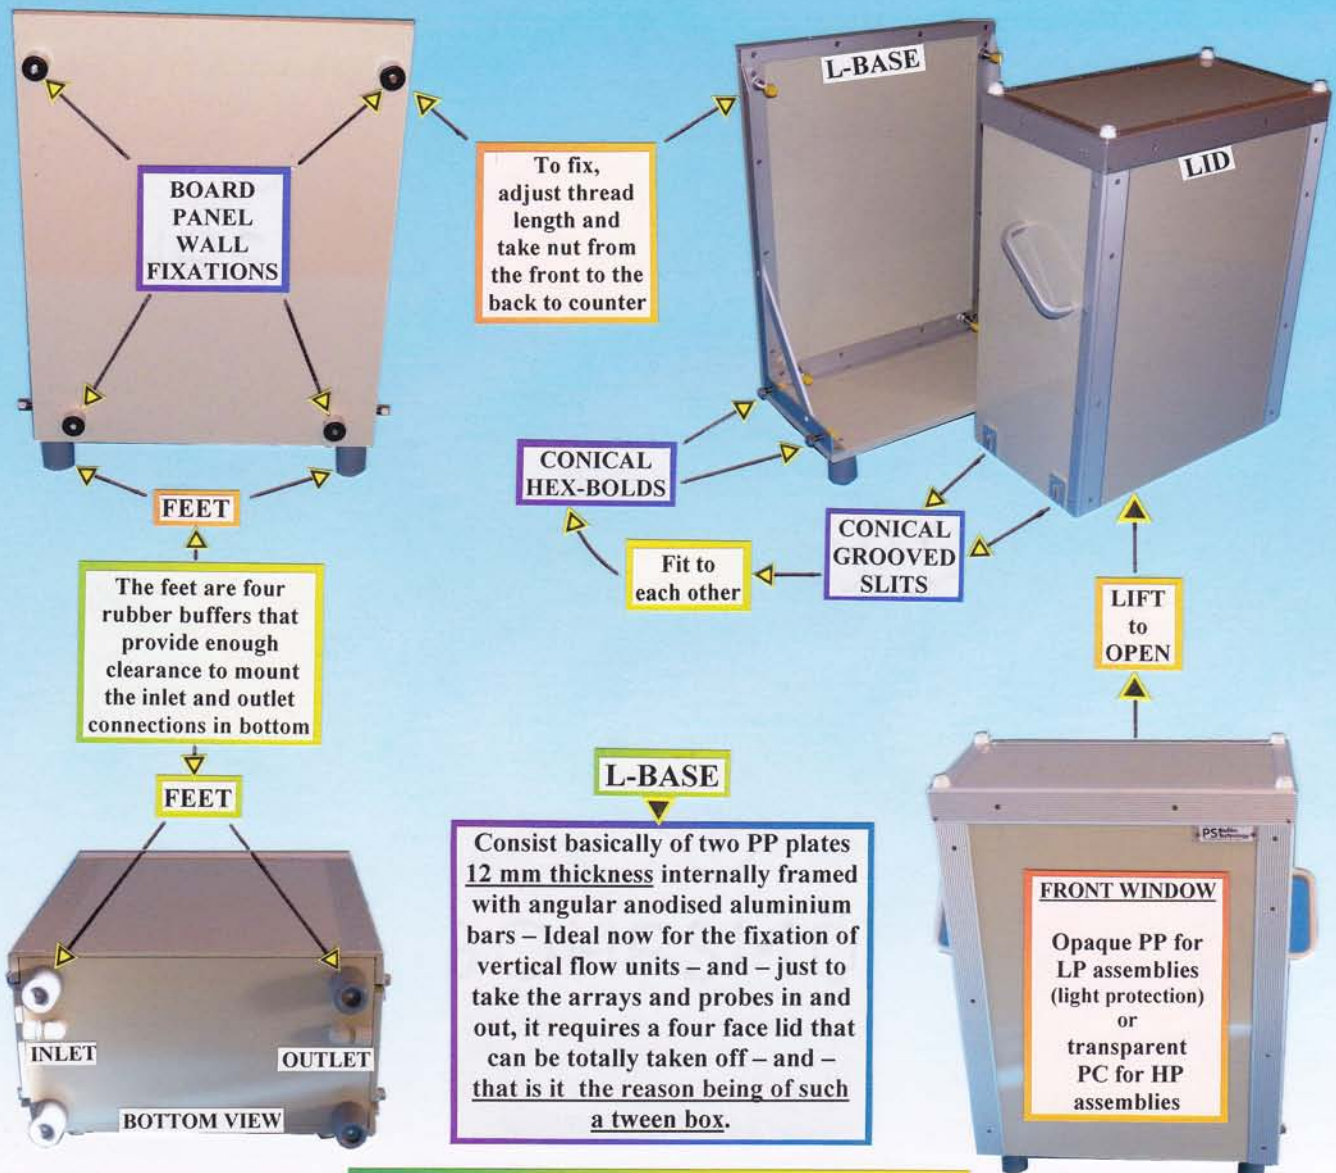 L-BASE
LID
BOARD
PANEL
WALL
FIXATIONS
To fix,
adjust thread
length and
take nut from
the front to the
back to counter
CONICAL
HEX-BOLDS
CONICAL
GROOVED
SLITS
Fit to
each other
LIFT
to
OPEN
FEET
The feet are four
rubber buffers that
provide enough
clearance to mount
the inlet and outlet
connections in bottom
FEET
INLET
OUTLET
BOTTOM VIEW
L-BASE
Consist basically of two PP plates
12 mm thickness internally framed
with angular anodised aluminium
bars – Ideal now for the fixation of
vertical flow units – and – just to
take the arrays and probes in and
out, it requires a four face lid that
can be totally taken off – and –
that is it the reason being of such
a tween box.
PS
FRONT WINDOW
Opaque PP for
LP assemblies
(light protection)
or
transparent
PC for HP
assemblies